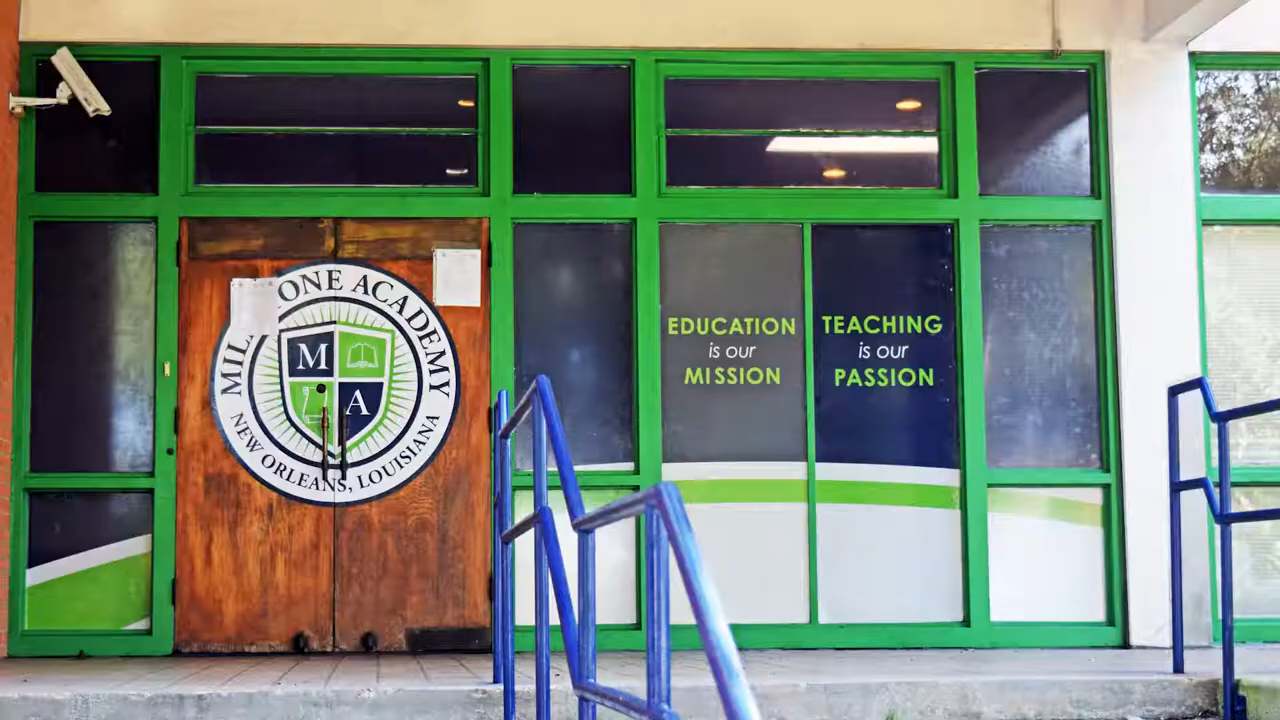 ONE ACADEMY
M
A
NEW ORLEANS, LOUISIANA
EDUCATION
is our
MISSION
TEACHING
is our
PASSION